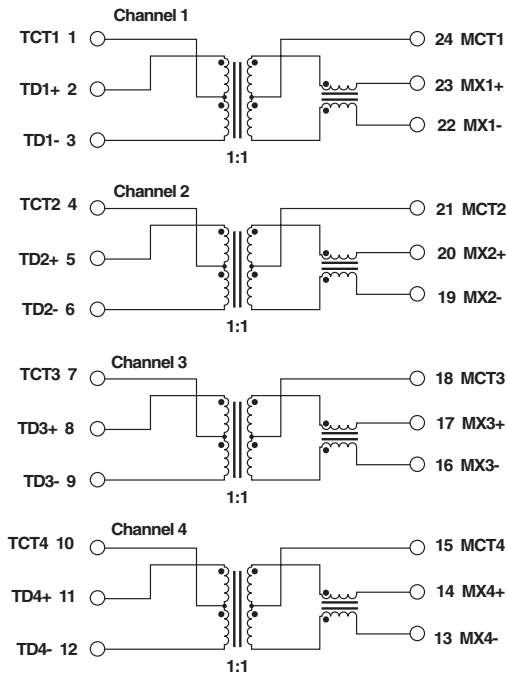 Channel 1
TCT1 1
24 MCT1
TD1+ 2
23 MX1+
TD1- 3
22 MX1-
1:1
Channel 2
TCT2 4
21 MCT2
TD2+ 5
20 MX2+
TD2- 6
19 MX2-
1:1
Channel 3
TCT3 7
18 MCT3
TD3+ 8
17 MX3+
TD3- 9
16 MX3-
1:1
Channel 4
TCT4 10
15 MCT4
TD4+ 11
14 MX4+
TD4- 12
13 MX4-
1:1